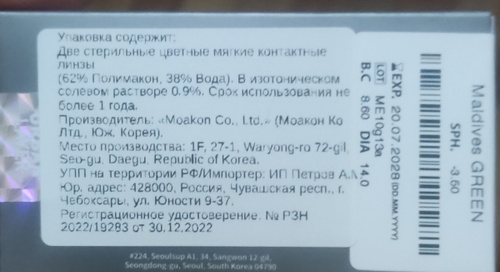 Упаковка содержит:
Две стерильные цветные мягкие контактные
линзы
(62% Полимакон, 38% Вода). В изотоническом
солевом растворе 0.9%. Срок использования не
более 1 года.
Производитель: «Moakon Co., Ltd.» (Моакон Ко
Лтд., Юж. Корея).
Место производства: 1F, 27-1, Waryong-ro 72-gil,
Seo-gu, Daegu, Republic of Korea.
УПП на территории РФ/Импортер: ИП Петров А.М
Юр. адрес: 428000, Россия, Чувашская респ., г.
Чебоксары, ул. Юности 9-37.
Регистрационное удостоверение: № РЗН
2022/19283 от 30.12.2022
#224, Seoulsup A1, 34, Sangwon 12-gil,
Seongdong-gu, Seoul, South Korea 04790
Maldives GREEN
SPH. -3.60
EXP. 20.07.2028 (DD.MM.YYYY)
LOT ME10g13a
B.C 8.60 DIA 14.0